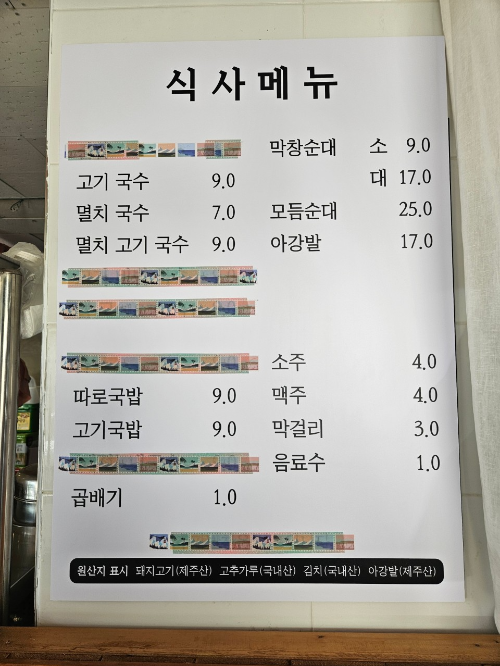 식사메뉴
고기 국수 9.0
멸치 국수 7.0
멸치 고기 국수 9.0
따로국밥 9.0
고기국밥 9.0
곱배기 1.0
막창순대 소 9.0
대 17.0
모듬순대 25.0
아강발 17.0
소주 4.0
맥주 4.0
막걸리 3.0
음료수 1.0
원산지 표시 돼지고기(제주산) 고추가루(국내산) 김치(국내산) 아강발(제주산)